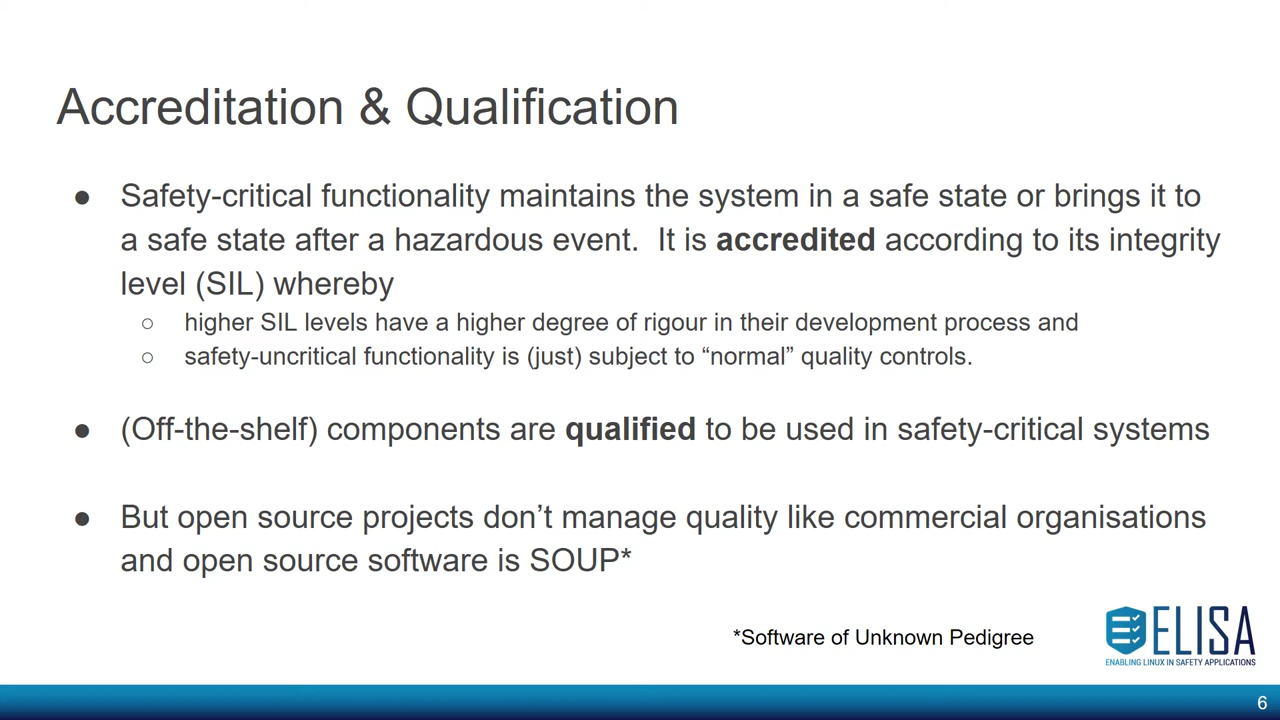 Accreditation & Qualification
● Safety-critical functionality maintains the system in a safe state or brings it to
a safe state after a hazardous event.  It is accredited according to its integrity
level (SIL) whereby
○ higher SIL levels have a higher degree of rigour in their development process and
○ safety-uncritical functionality is (just) subject to “normal” quality controls.
● (Off-the-shelf) components are qualified to be used in safety-critical systems
● But open source projects don’t manage quality like commercial organisations
and open source software is SOUP*
*Software of Unknown Pedigree
ELISA
ENABLING LINUX IN SAFETY APPLICATIONS
6